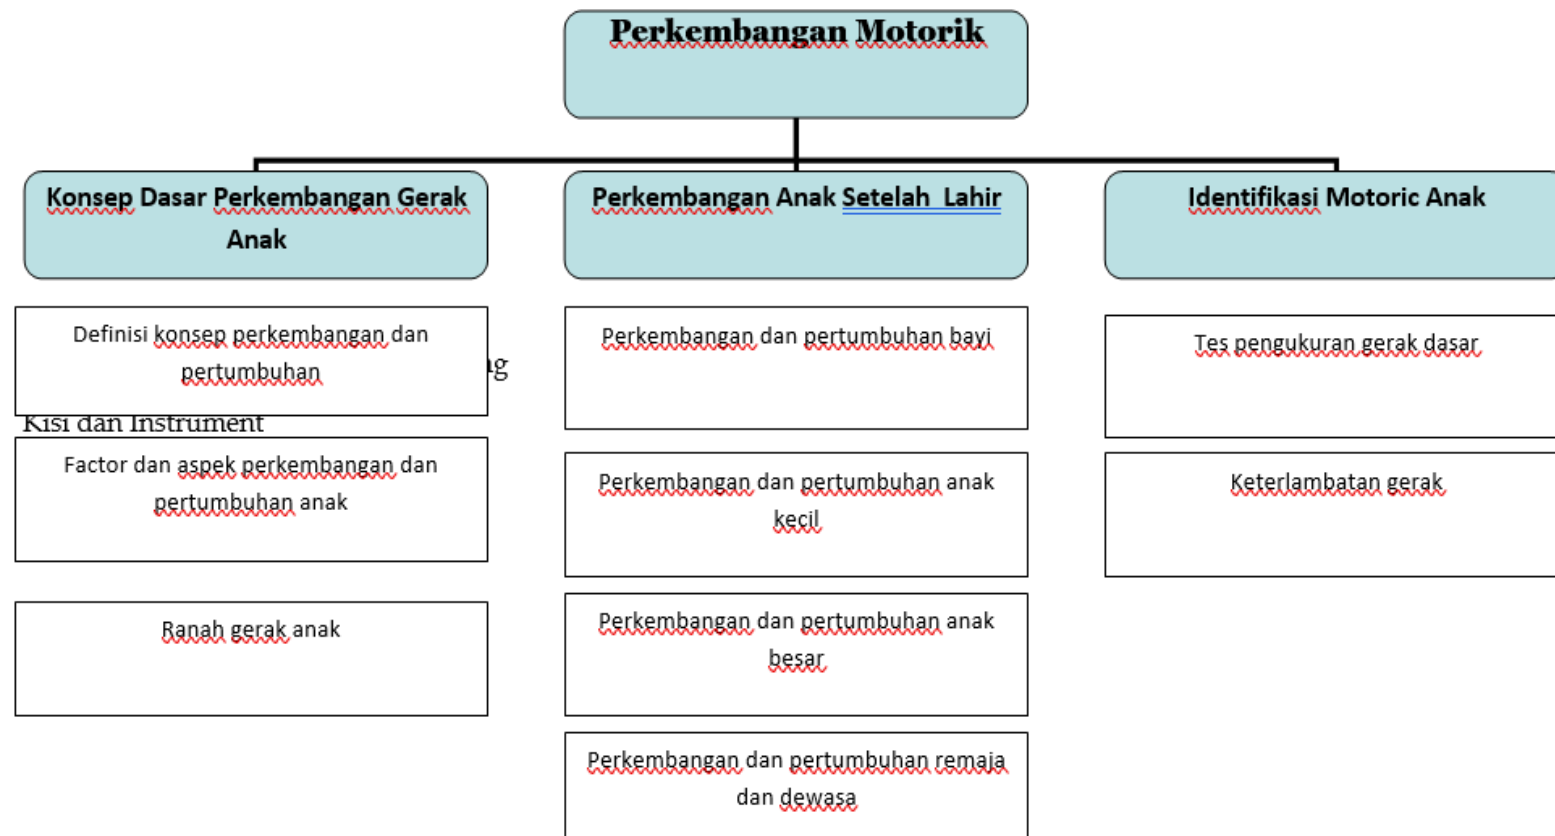 Perkembangan Motorik
Konsep Dasar Perkembangan Gerak
Anak
Definisi konsep perkembangan dan
pertumbuhan
Kisi dan Instrument
Factor dan aspek perkembangan dan
pertumbuhan anak
Ranah gerak anak
Perkembangan Anak Setelah Lahir
Perkembangan dan pertumbuhan bayi
Perkembangan dan pertumbuhan anak
kecil
Perkembangan dan pertumbuhan anak
besar
Perkembangan dan pertumbuhan remaja
dan dewasa
Identifikasi Motoric Anak
Tes pengukuran gerak dasar
Keterlambatan gerak